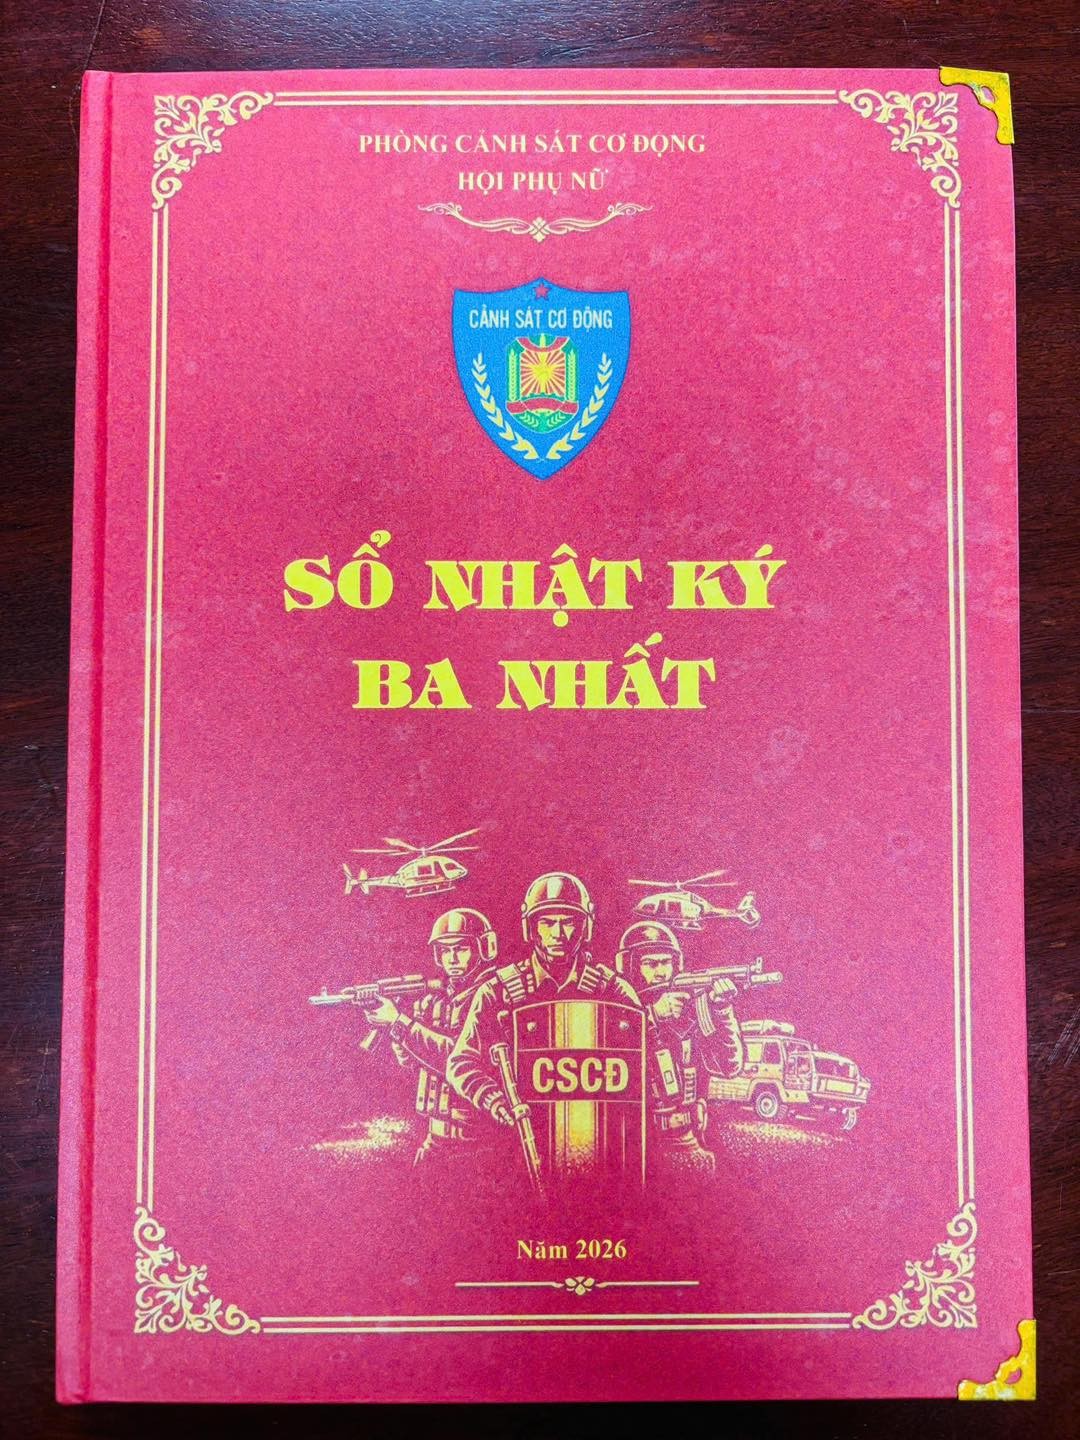 PHÒNG CẢNH SÁT CƠ ĐỘNG
HỘI PHỤ NỮ
CẢNH SÁT CƠ ĐỘNG
SỔ NHẬT KÝ
BA NHẤT
CSCĐ
Năm 2026